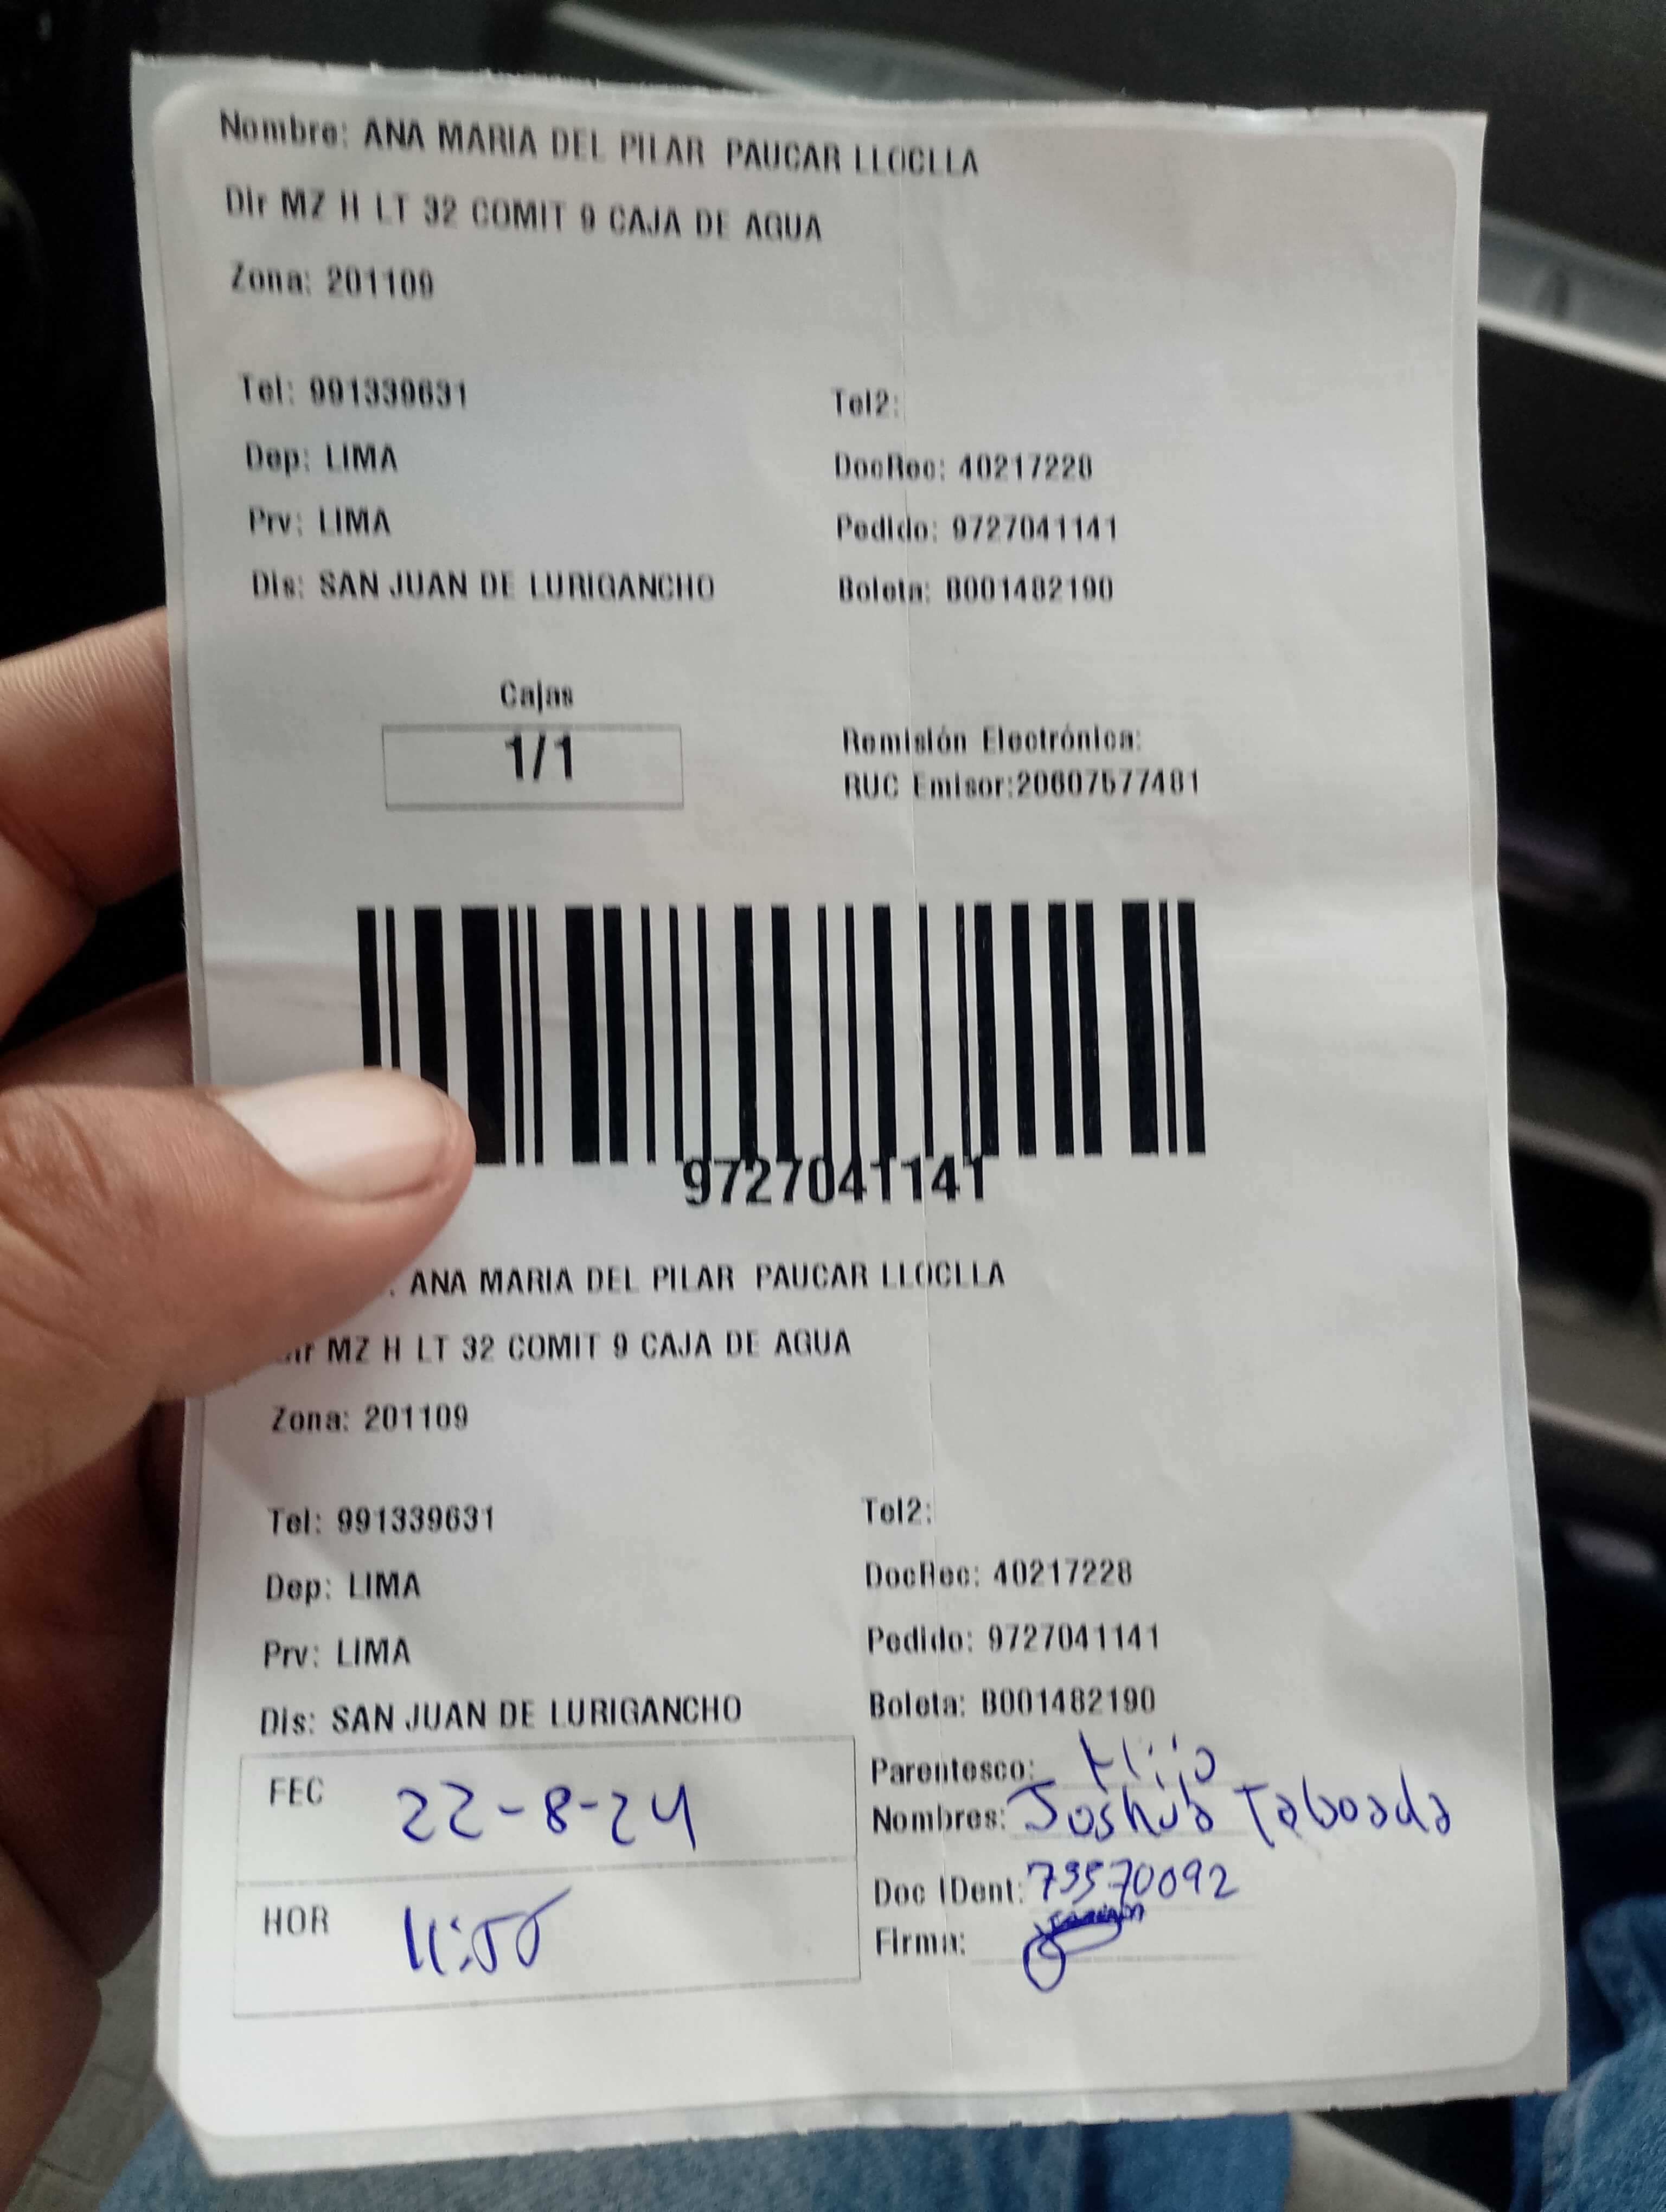 Nombre: ANA MARIA DEL PILAR PAUCAR LLOCLLA
Dir MZ H LT 32 COMIT 9 CAJA DE AGUA
Zona: 201109
Tel: 991339631 Tel2:
Dep: LIMA DocRec: 40217228
Prv: LIMA Pedido: 9727041141
Dis: SAN JUAN DE LURIGANCHO Boleta: B001482190
Cajas
1/1
Remisión Electrónica:
RUC Emisor:20607577481
9727041141
ANA MARIA DEL PILAR PAUCAR LLOCLLA
Dir MZ H LT 32 COMIT 9 CAJA DE AGUA
Zona: 201109
Tel: 991339631 Tel2:
Dep: LIMA DocRec: 40217228
Prv: LIMA Pedido: 9727041141
Dis: SAN JUAN DE LURIGANCHO Boleta: B001482190
FEC 22-8-24
HOR 11:55
Parentesco: Hijo
Nombres: Joshua Taboada
Doc IDent: 73570092
Firma: